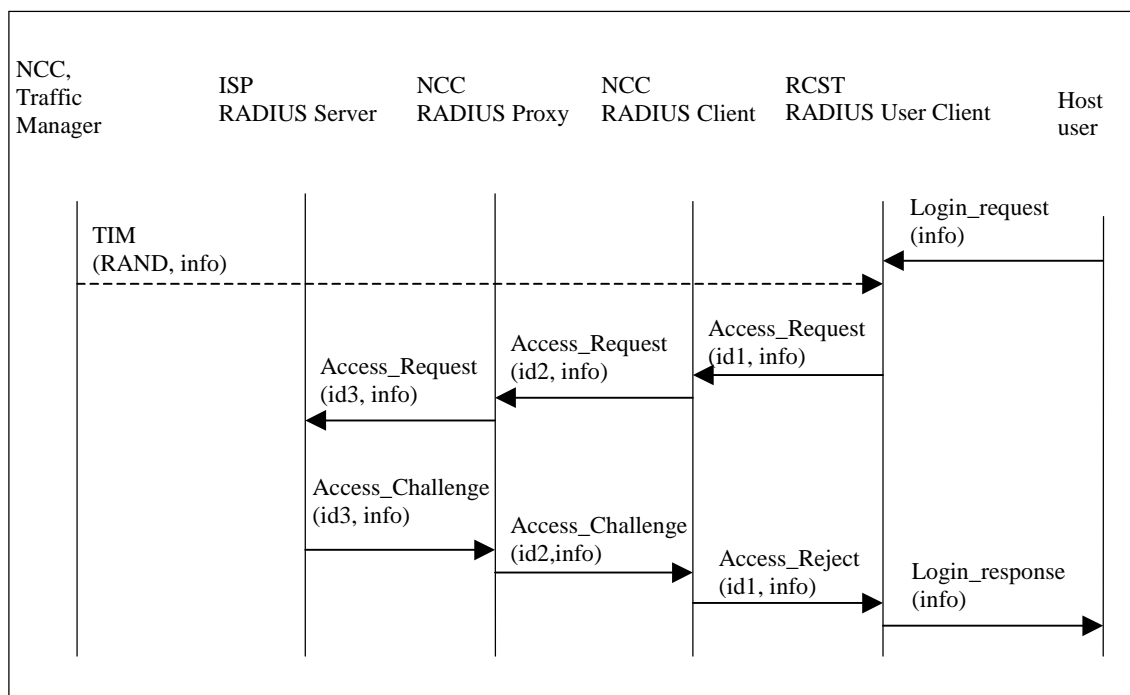 NCC,
Traffic
Manager
ISP
RADIUS Server
NCC
RADIUS Proxy
NCC
RADIUS Client
RCST
RADIUS User Client
Host
user
Login_request
(info)
TIM
(RAND, info)
Access_Request
(id1, info)
Access_Request
(id2, info)
Access_Request
(id3, info)
Access_Challenge
(id3, info)
Access_Challenge
(id2,info)
Access_Reject
(id1, info)
Login_response
(info)